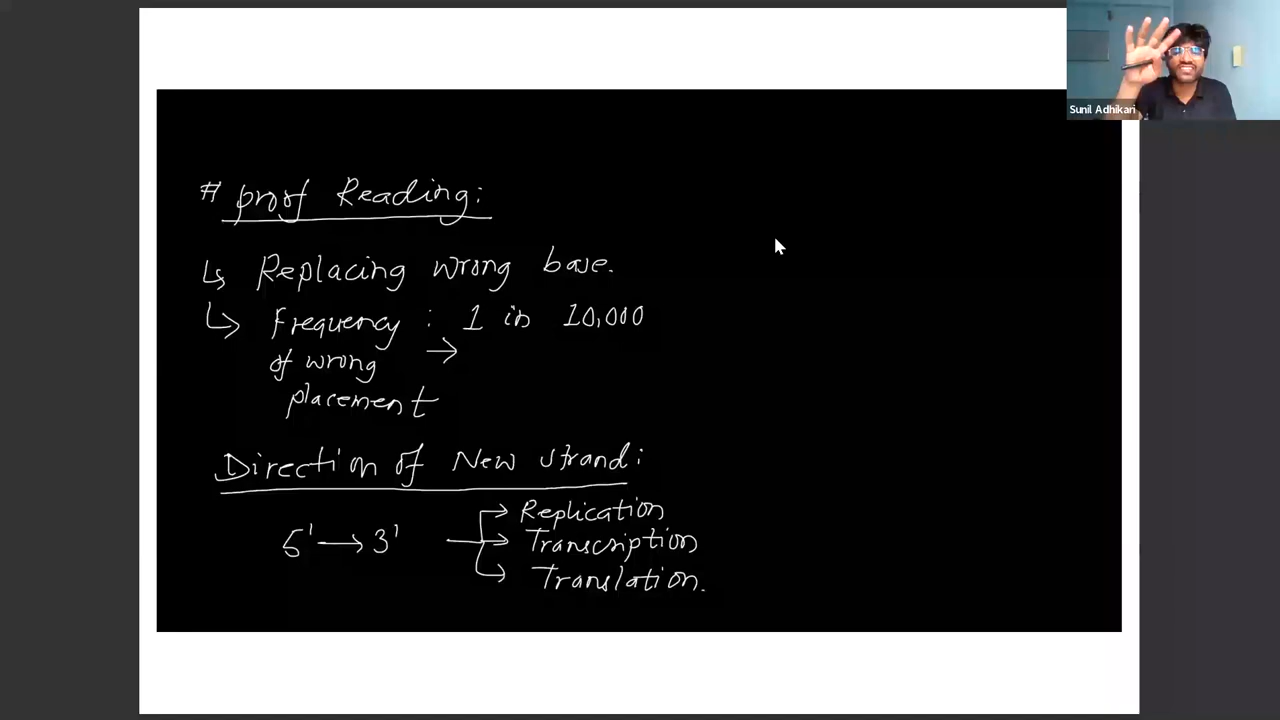 Sunil Adhikari
# proof Reading:
↳ Replacing wrong base.
↳ Frequency : 1 in 10,000
of wrong →
placement
Direction of New strand:
5' → 3' → Replication
→ Transcription
→ Translation.